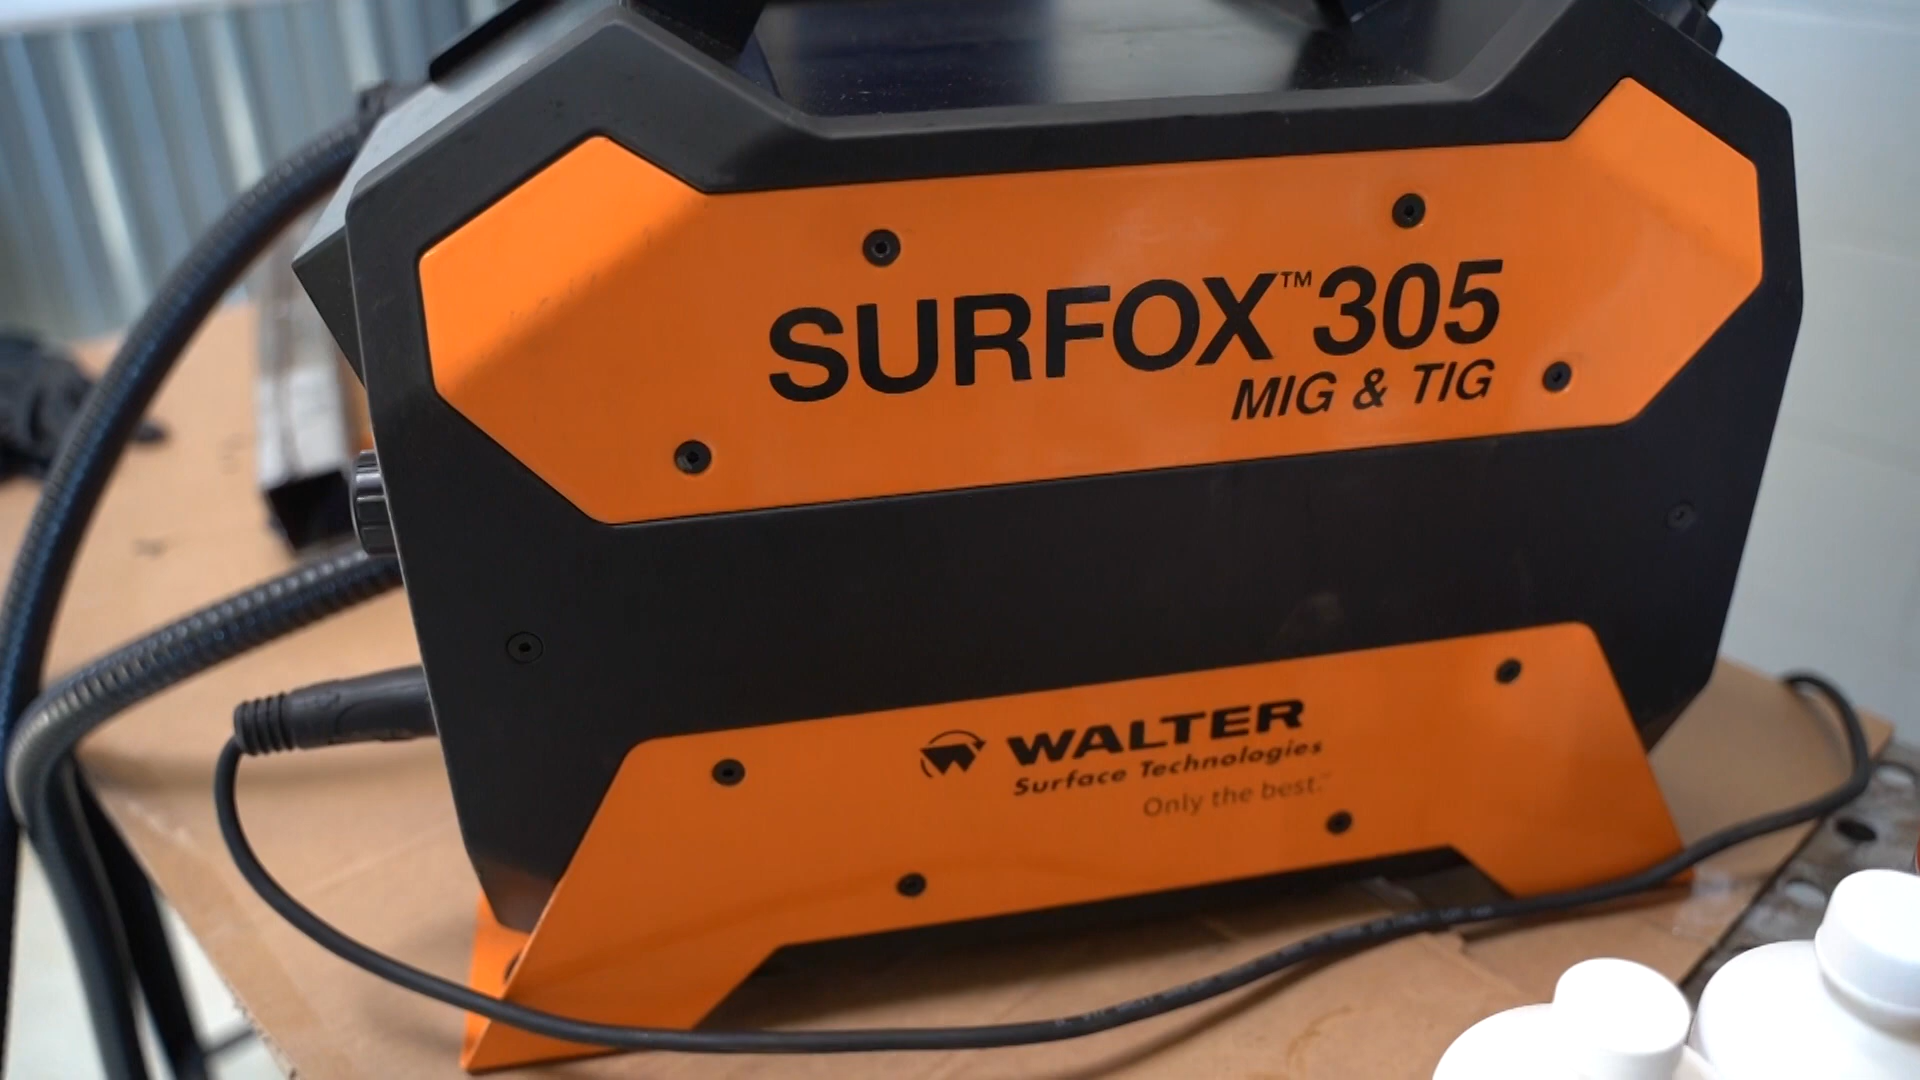 SURFOX™ 305
MIG & TIG
WALTER
Surface Technologies
Only the best.™